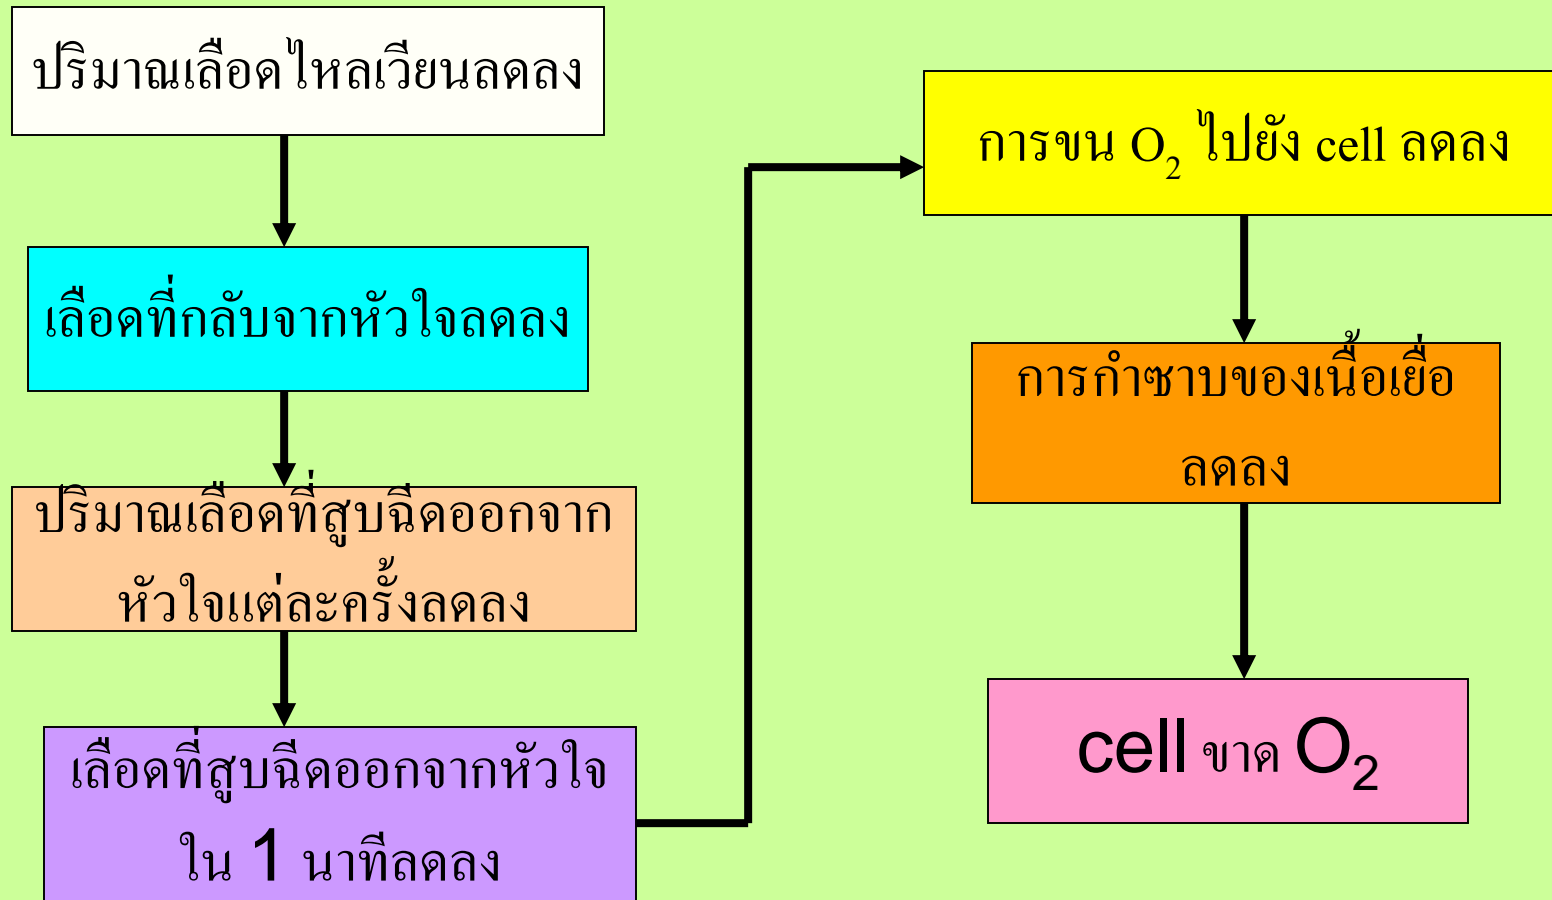 ปริมาณเลือดไหลเวียนลดลง
เลือดที่กลับจากหัวใจลดลง
ปริมาณเลือดที่สูบฉีดออกจาก
หัวใจแต่ละครั้งลดลง
เลือดที่สูบฉีดออกจากหัวใจ
ใน 1 นาทีลดลง
การขน O₂ ไปยัง cell ลดลง
การกำซาบของเนื้อเยื่อ
ลดลง
cell ขาด O₂